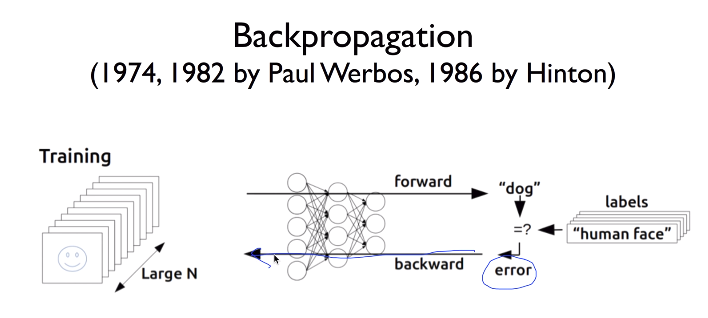 Backpropagation
(1974, 1982 by Paul Werbos, 1986 by Hinton)
Training
Large N
forward
"dog"
=?
labels
"human face"
backward
error